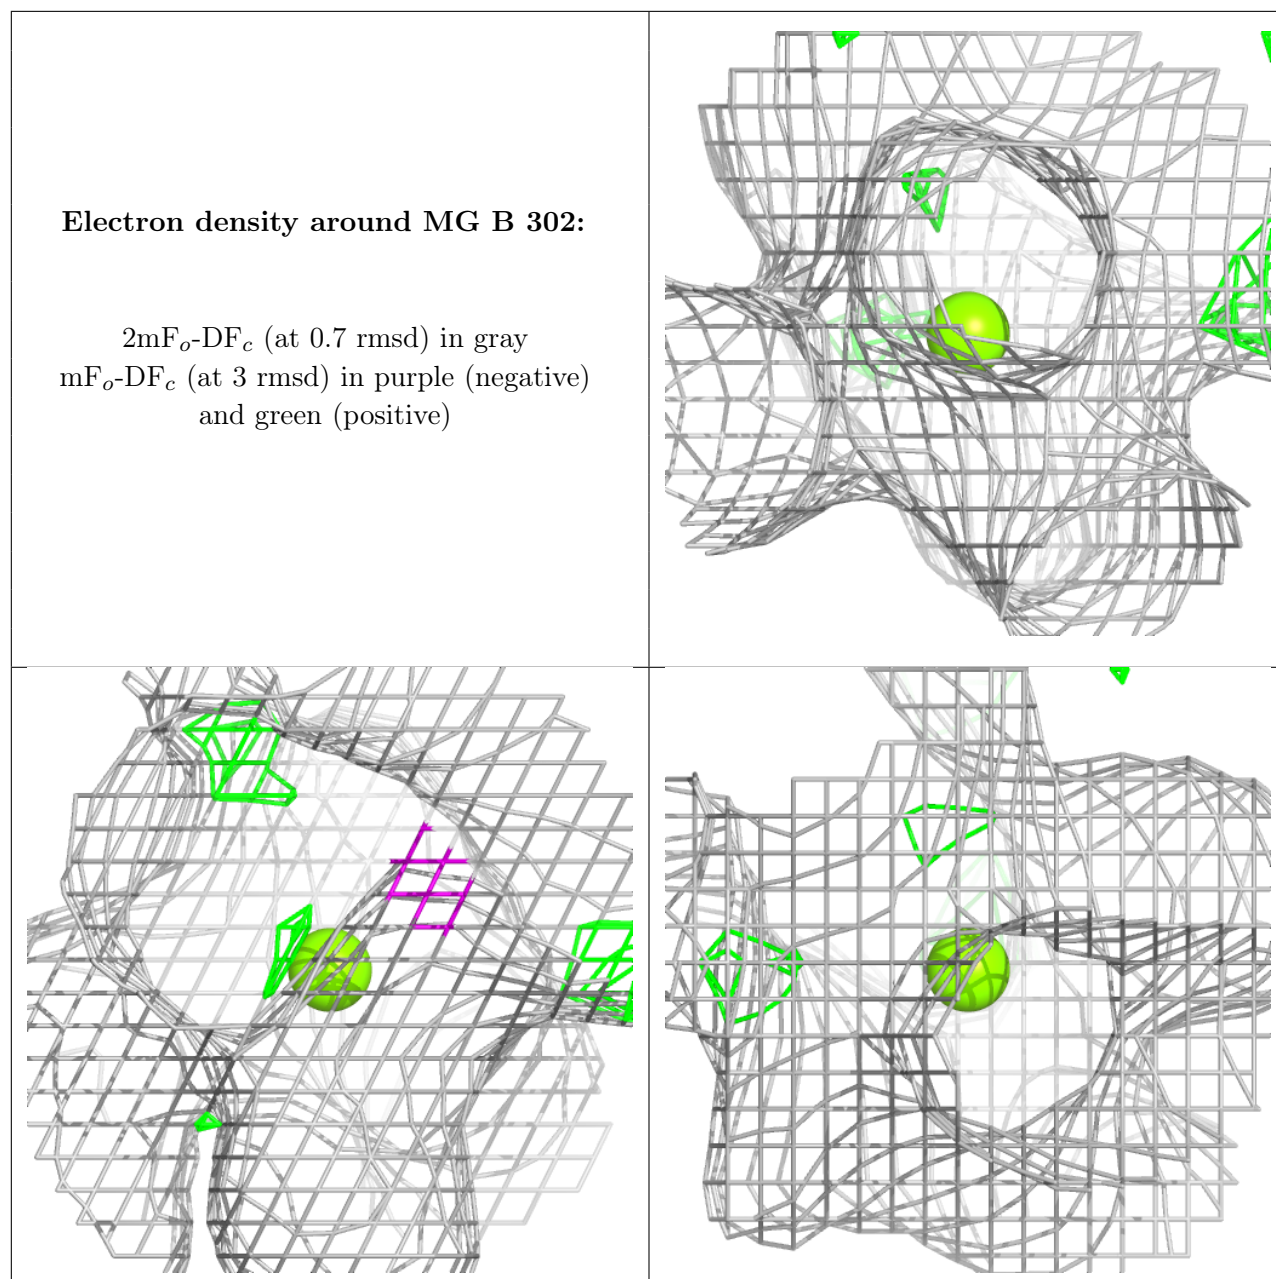 Electron density around MG B 302:
2mFo-DFc (at 0.7 rmsd) in gray
mFo-DFc (at 3 rmsd) in purple (negative)
and green (positive)